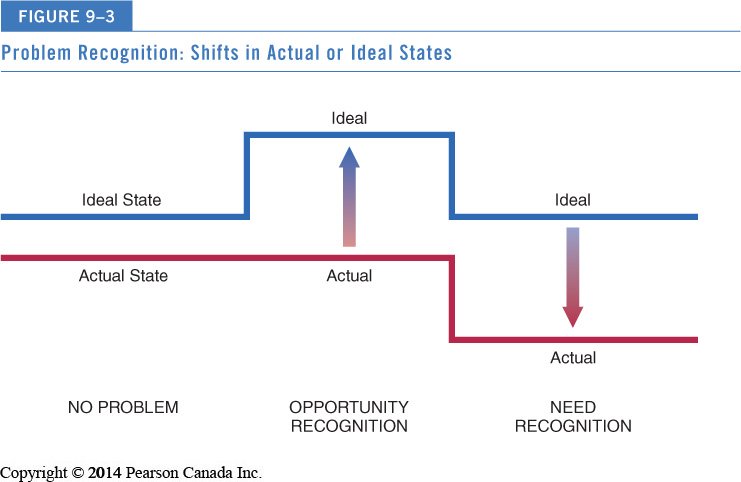 FIGURE 9–3
Problem Recognition: Shifts in Actual or Ideal States
Ideal
Ideal State
Ideal
Actual State
Actual
Actual
NO PROBLEM
OPPORTUNITY
RECOGNITION
NEED
RECOGNITION
Copyright © 2014 Pearson Canada Inc.